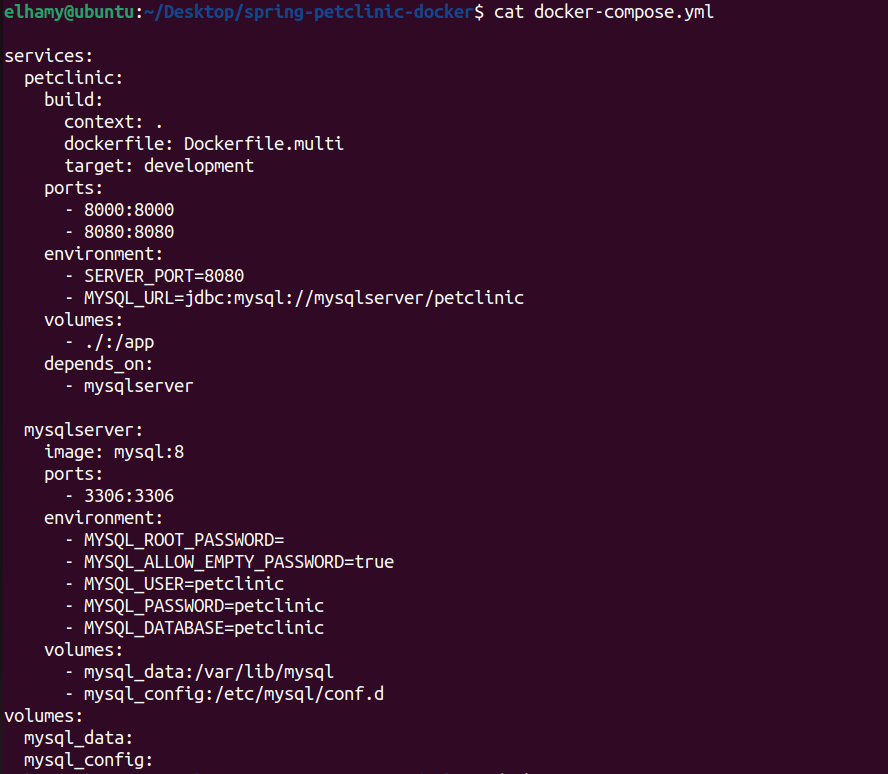 elhamy@ubuntu:~/Desktop/spring-petclinic-docker$ cat docker-compose.yml
services:
  petclinic:
    build:
      context: .
      dockerfile: Dockerfile.multi
      target: development
    ports:
      - 8000:8000
      - 8080:8080
    environment:
      - SERVER_PORT=8080
      - MYSQL_URL=jdbc:mysql://mysqlserver/petclinic
    volumes:
      - ./:/app
    depends_on:
      - mysqlserver
  mysqlserver:
    image: mysql:8
    ports:
      - 3306:3306
    environment:
      - MYSQL_ROOT_PASSWORD=
      - MYSQL_ALLOW_EMPTY_PASSWORD=true
      - MYSQL_USER=petclinic
      - MYSQL_PASSWORD=petclinic
      - MYSQL_DATABASE=petclinic
    volumes:
      - mysql_data:/var/lib/mysql
      - mysql_config:/etc/mysql/conf.d
volumes:
  mysql_data:
  mysql_config: